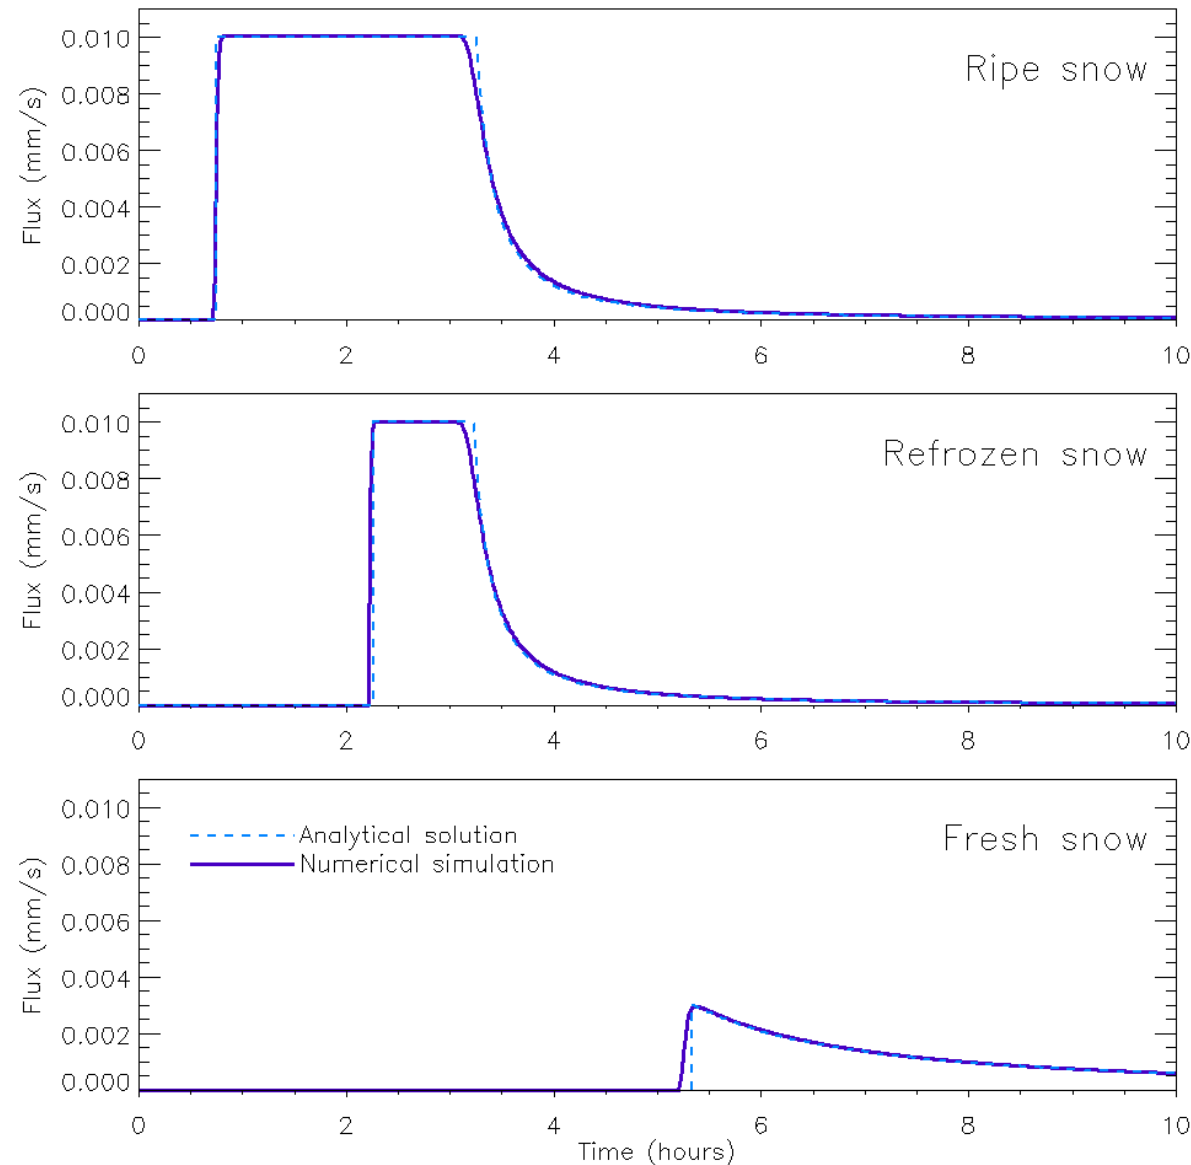 Ripe snow
Flux (mm/s)
0.010
0.008
0.006
0.004
0.002
0.000
0 2 4 6 8 10
Refrozen snow
Flux (mm/s)
0.010
0.008
0.006
0.004
0.002
0.000
0 2 4 6 8 10
Fresh snow
Analytical solution
Numerical simulation
Flux (mm/s)
0.010
0.008
0.006
0.004
0.002
0.000
0 2 4 6 8 10
Time (hours)